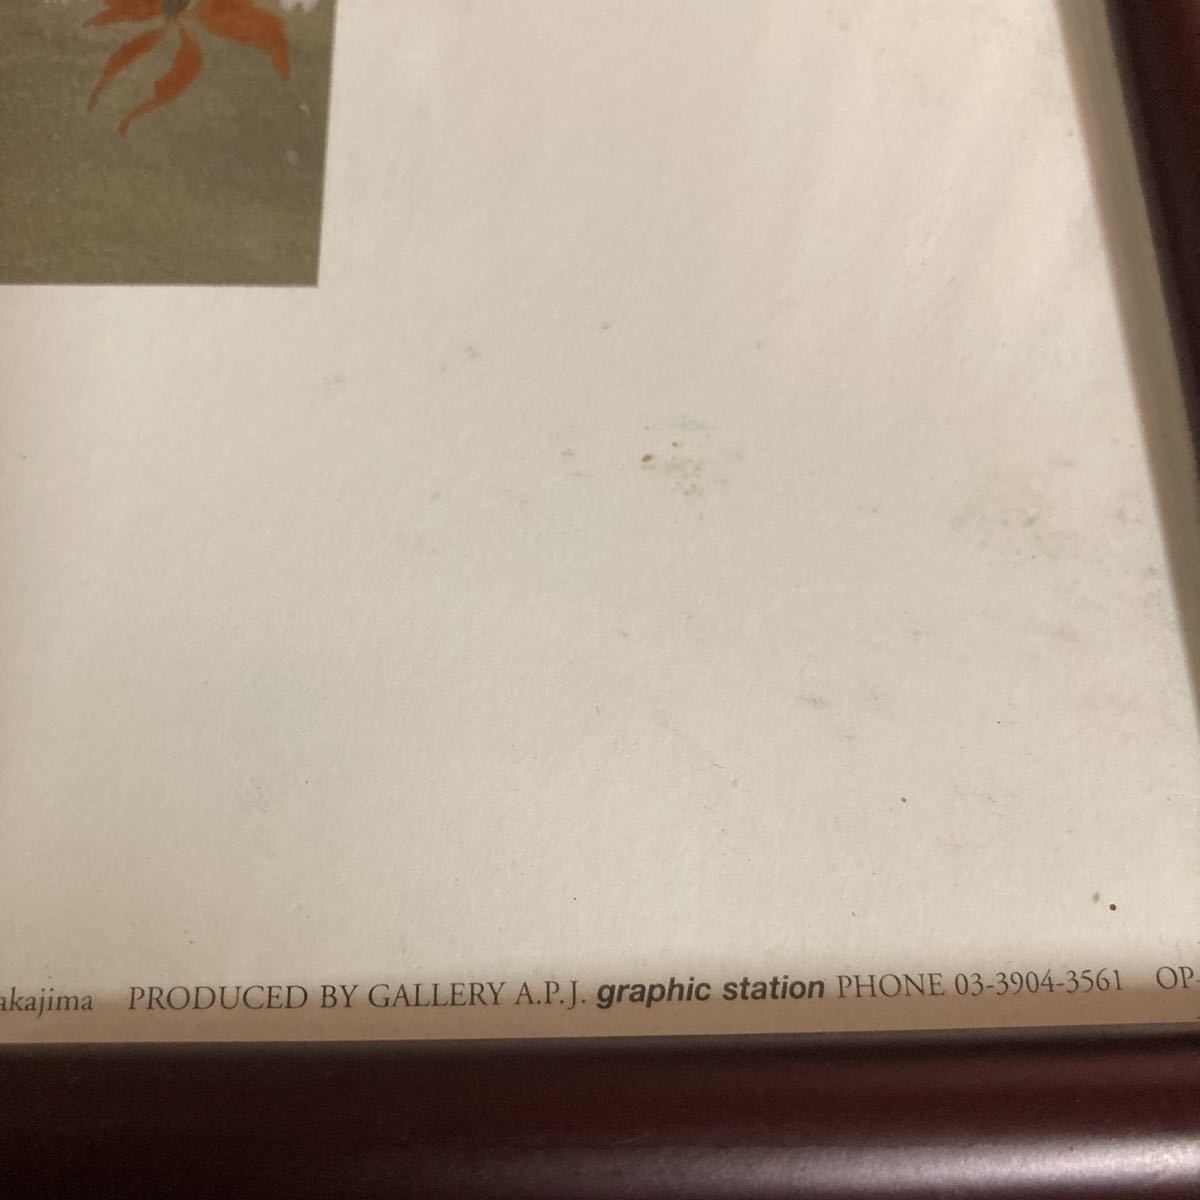 akajima PRODUCED BY GALLERY A.P.J. graphic station PHONE 03-3904-3561 OP-